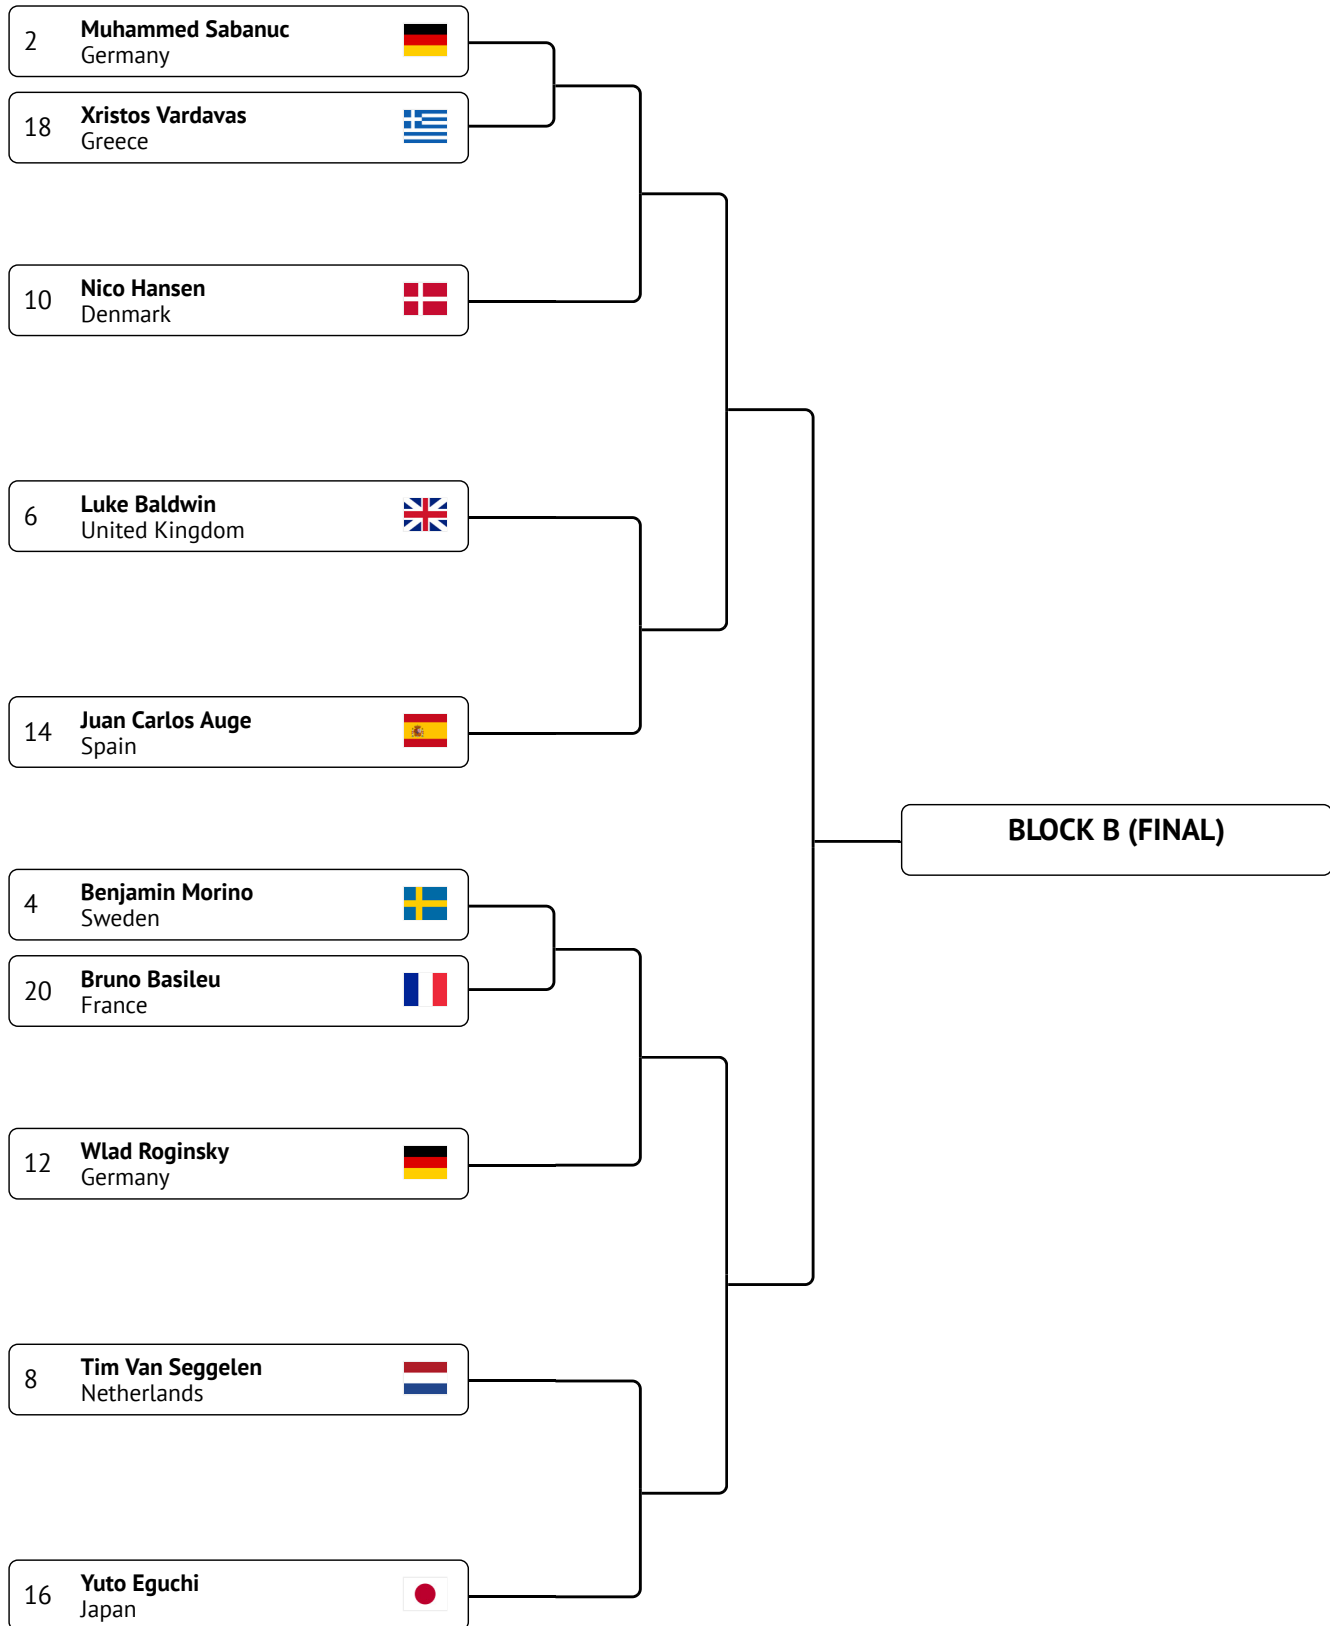 2
Muhammed Sabanuc
Germany
18
Xristos Vardavas
Greece
10
Nico Hansen
Denmark
6
Luke Baldwin
United Kingdom
14
Juan Carlos Auge
Spain
BLOCK B (FINAL)
4
Benjamin Morino
Sweden
20
Bruno Basileu
France
12
Wlad Roginsky
Germany
8
Tim Van Seggelen
Netherlands
16
Yuto Eguchi
Japan